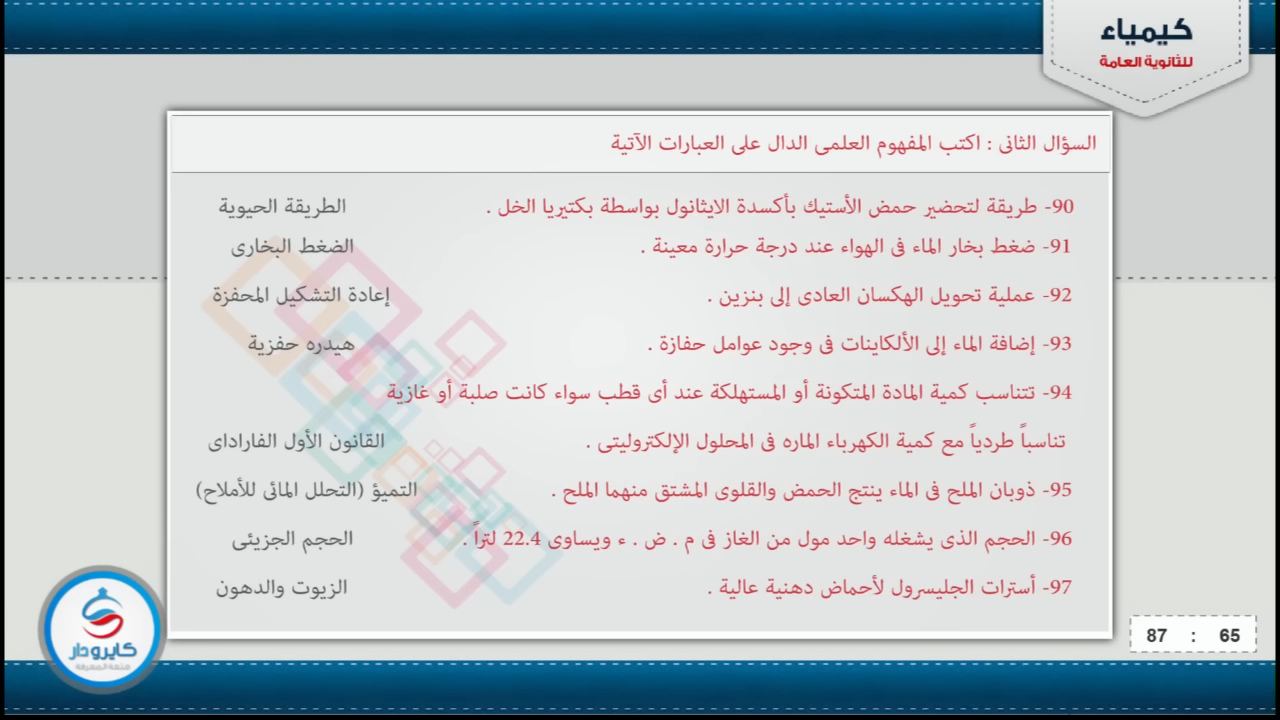 كيمياء
للثانوية العامة
السؤال الثانى : اكتب المفهوم العلمى الدال على العبارات الآتية
90- طريقة لتحضير حمض الأستيك بأكسدة الايثانول بواسطة بكتيريا الخل . الطريقة الحيوية
91- ضغط بخار الماء فى الهواء عند درجة حرارة معينة . الضغط البخارى
92- عملية تحويل الهكسان العادى إلى بنزين . إعادة التشكيل المحفزة
93- إضافة الماء إلى الألكاينات فى وجود عوامل حفازة . هيدره حفزية
94- تتناسب كمية المادة المتكونة أو المستهلكة عند أى قطب سواء كانت صلبة أو غازية
تناسباً طردياً مع كمية الكهرباء الماره فى المحلول الإلكتروليتى . القانون الأول الفاراداى
95- ذوبان الملح فى الماء ينتج الحمض والقلوى المشتق منهما الملح . التميؤ (التحلل المائى للأملاح)
96- الحجم الذى يشغله واحد مول من الغاز فى م . ض . ء ويساوى 22.4 لتراً . الحجم الجزيئى
97- أسترات الجليسرول لأحماض دهنية عالية . الزيوت والدهون
87 : 65
كايرودار
متعة المعرفة